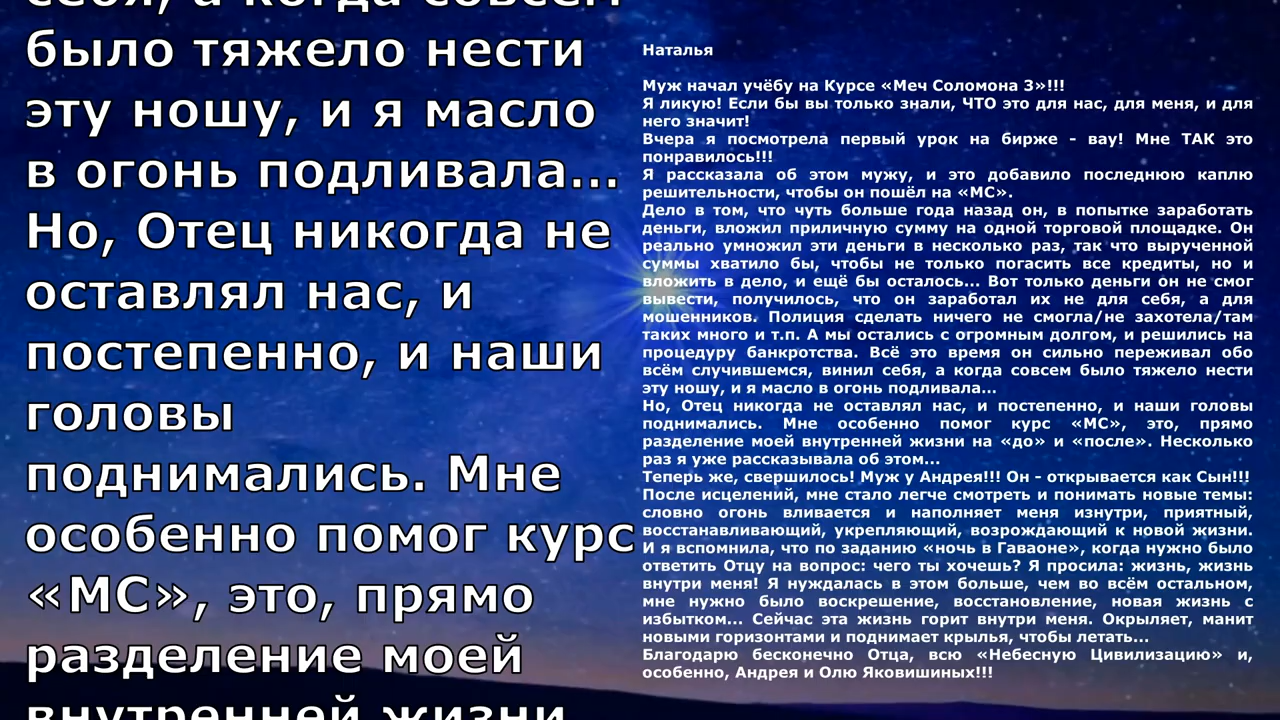 себя, а когда совсем
было тяжело нести
эту ношу, и я масло
в огонь подливала...
Но, Отец никогда не
оставлял нас, и
постепенно, и наши
головы
поднимались. Мне
особенно помог курс
«МС», это, прямо
разделение моей
внутренней жизни
Наталья
Муж начал учёбу на Курсе «Меч Соломона 3»!!!
Я ликую! Если бы вы только знали, ЧТО это для нас, для меня, и для
него значит!
Вчера я посмотрела первый урок на бирже - вау! Мне ТАК это
понравилось!!!
Я рассказала об этом мужу, и это добавило последнюю каплю
решительности, чтобы он пошёл на «МС».
Дело в том, что чуть больше года назад он, в попытке заработать
деньги, вложил приличную сумму на одной торговой площадке. Он
реально умножил эти деньги в несколько раз, так что вырученной
суммы хватило бы, чтобы не только погасить все кредиты, но и
вложить в дело, и ещё бы осталось... Вот только деньги он не смог
вывести, получилось, что он заработал их не для себя, а для
мошенников. Полиция сделать ничего не смогла/не захотела/там
таких много и т.п. А мы остались с огромным долгом, и решились на
процедуру банкротства. Всё это время он сильно переживал обо
всём случившемся, винил себя, а когда совсем было тяжело нести
эту ношу, и я масло в огонь подливала...
Но, Отец никогда не оставлял нас, и постепенно, и наши головы
поднимались. Мне особенно помог курс «МС», это, прямо
разделение моей внутренней жизни на «до» и «после». Несколько
раз я уже рассказывала об этом...
Теперь же, свершилось! Муж у Андрея!!! Он - открывается как Сын!!!
После исцелений, мне стало легче смотреть и понимать новые темы:
словно огонь вливается и наполняет меня изнутри, приятный,
восстанавливающий, укрепляющий, возрождающий к новой жизни.
И я вспомнила, что по заданию «ночь в Гаваоне», когда нужно было
ответить Отцу на вопрос: чего ты хочешь? Я просила: жизнь, жизнь
внутри меня! Я нуждалась в этом больше, чем во всём остальном,
мне нужно было воскрешение, восстановление, новая жизнь с
избытком... Сейчас эта жизнь горит внутри меня. Окрыляет, манит
новыми горизонтами и поднимает крылья, чтобы летать...
Благодарю бесконечно Отца, всю «Небесную Цивилизацию» и,
особенно, Андрея и Олю Яковишиных!!!